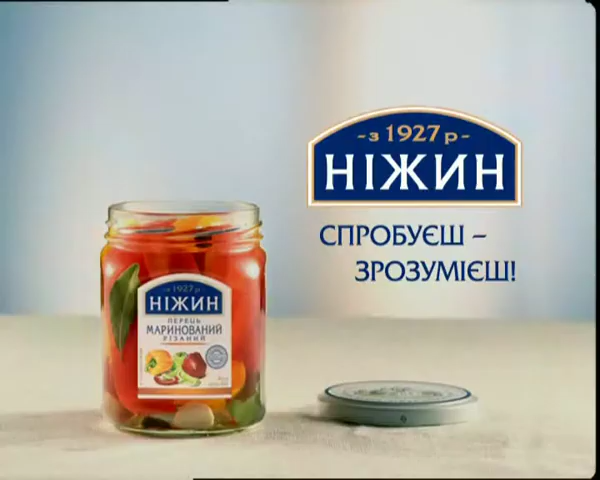 - з 1927 р -
НІЖИН
СПРОБУЄШ –
ЗРОЗУМІЄШ!
з 1927 р
НІЖИН
ПЕРЕЦЬ
МАРИНОВАНИЙ
РІЗАНИЙ